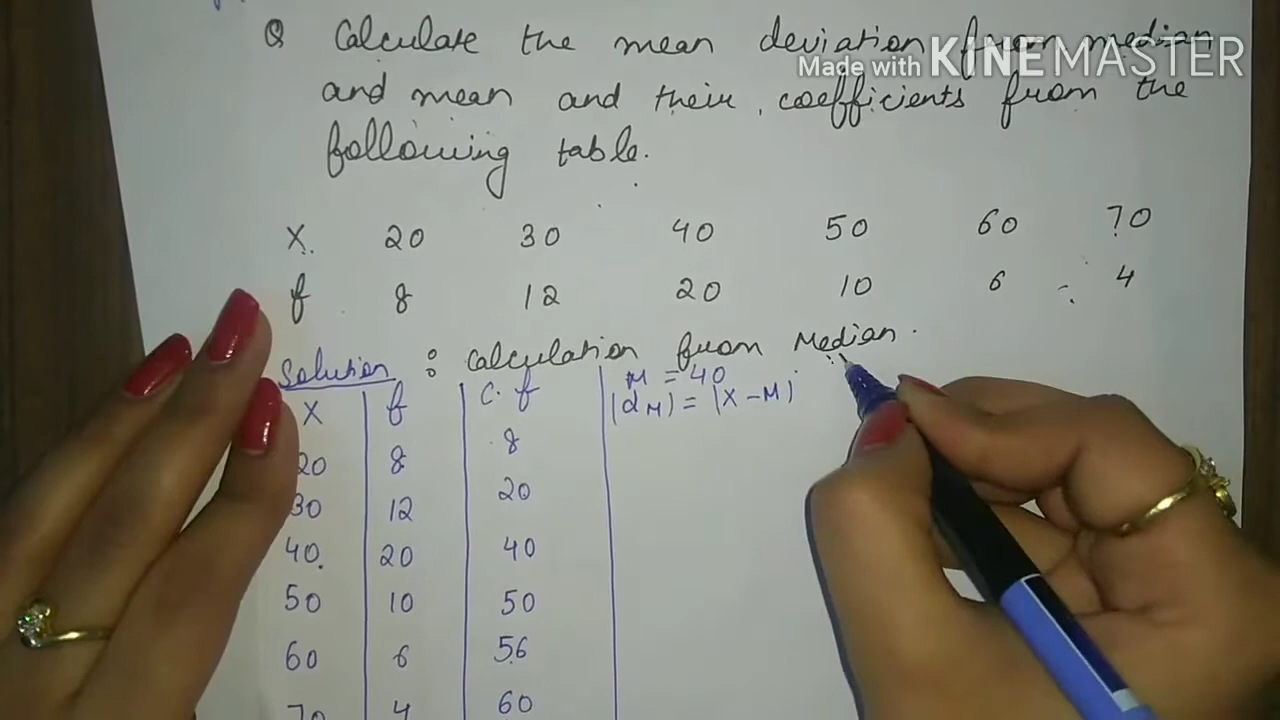 Q Calculate the mean deviation from median
Made with KINEMASTER
and mean and their coefficients from the
following table.
X 20 30 40 50 60 70
f 8 12 20 10 6 4
Solution : Calculation from Median.
X f C.f M = 40
|dM| = |X - M|
20 8 8
30 12 20
40. 20 40
50 10 50
60 6 56
70 4 60